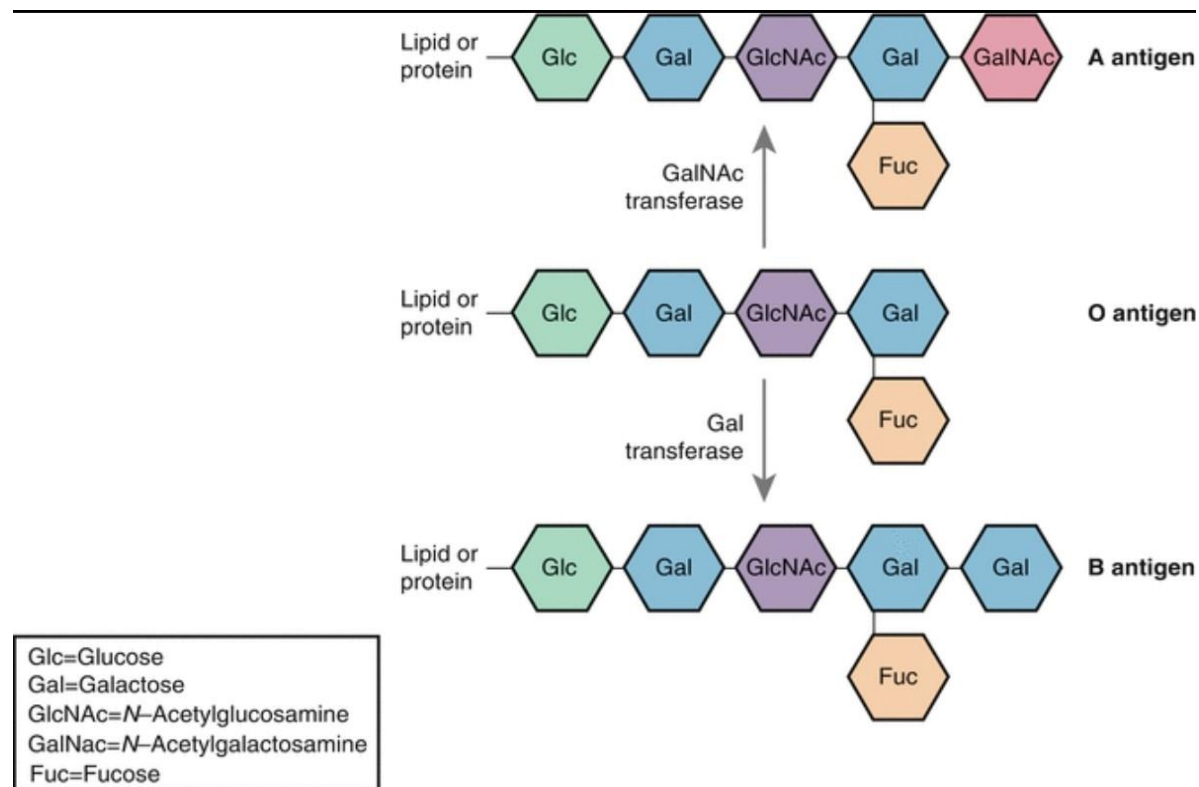 Lipid or
protein
Glc
Gal
GlcNAc
Gal
GalNAc
A antigen
Fuc
GalNAc
transferase
Lipid or
protein
Glc
Gal
GlcNAc
Gal
O antigen
Fuc
Gal
transferase
Lipid or
protein
Glc
Gal
GlcNAc
Gal
Gal
B antigen
Fuc
Glc=Glucose
Gal=Galactose
GlcNAc=N–Acetylglucosamine
GalNac=N–Acetylgalactosamine
Fuc=Fucose